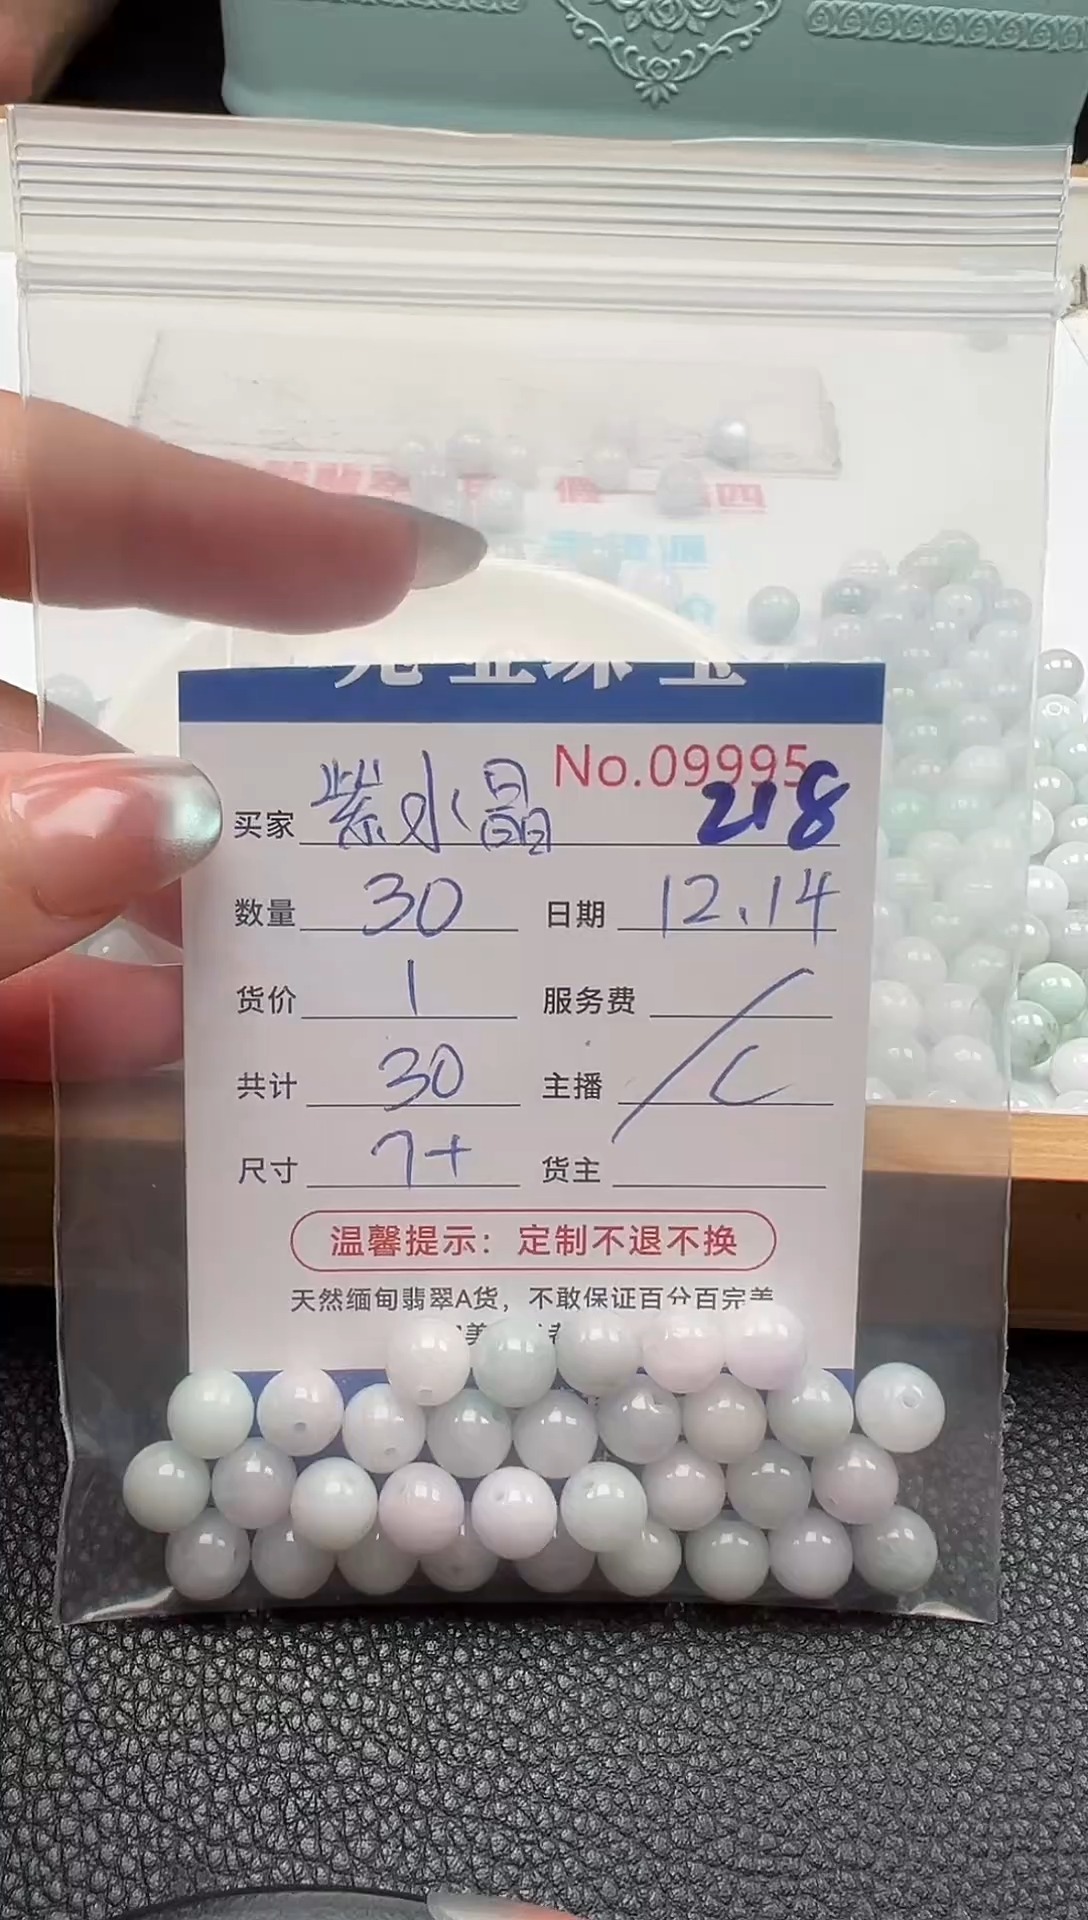 No.09995
买家 紫水晶 218
数量 30 日期 12.14
货价 1 服务费
共计 30 主播 C
尺寸 7+ 货主
温馨提示：定制不退不换
天然缅甸翡翠A货，不敢保证百分百完美